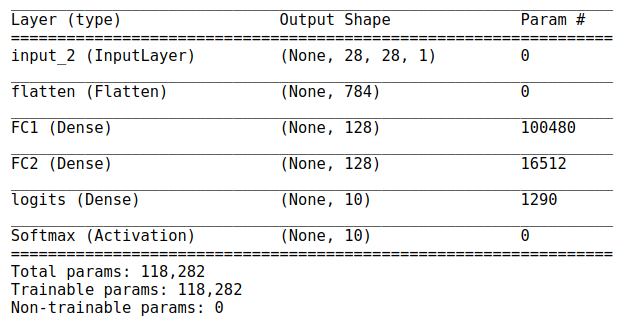 Layer (type) Output Shape Param #
input_2 (InputLayer) (None, 28, 28, 1) 0
flatten (Flatten) (None, 784) 0
FC1 (Dense) (None, 128) 100480
FC2 (Dense) (None, 128) 16512
logits (Dense) (None, 10) 1290
Softmax (Activation) (None, 10) 0
Total params: 118,282
Trainable params: 118,282
Non-trainable params: 0